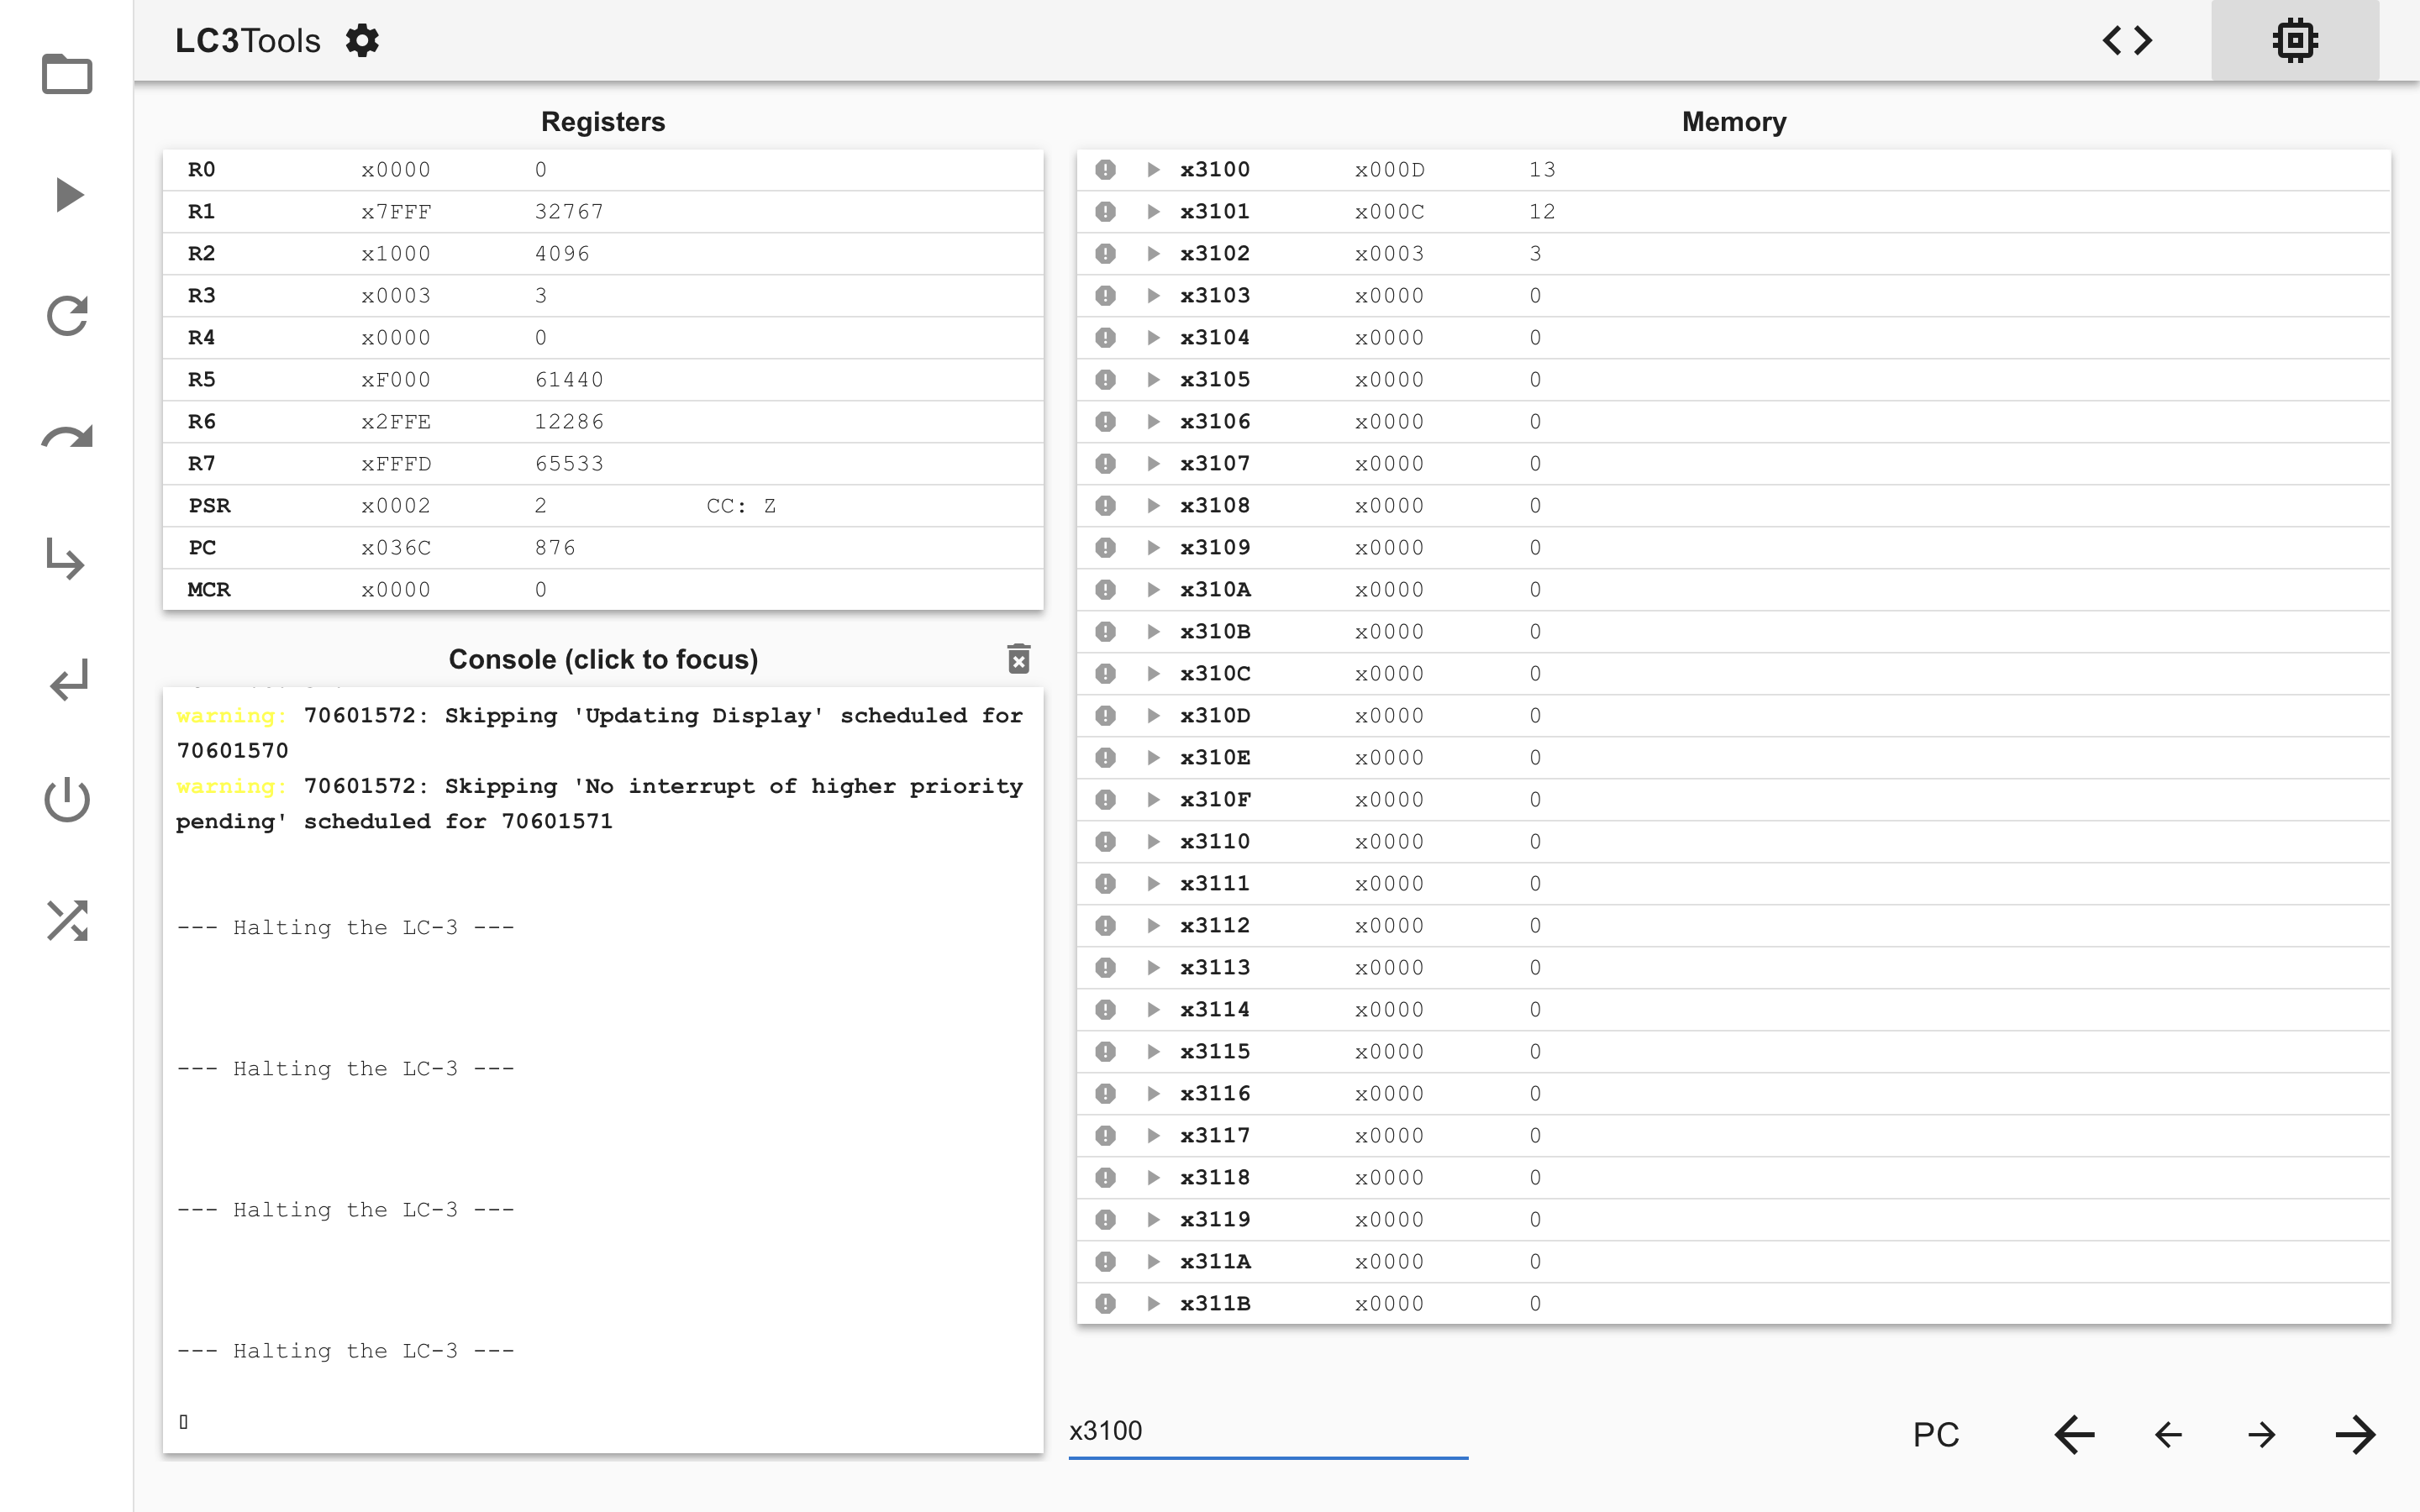 LC3Tools
Registers
R0 x0000 0
R1 x7FFF 32767
R2 x1000 4096
R3 x0003 3
R4 x0000 0
R5 xF000 61440
R6 x2FFE 12286
R7 xFFFD 65533
PSR x0002 2 CC: Z
PC x036C 876
MCR x0000 0
Console (click to focus)
warning: 70601572: Skipping 'Updating Display' scheduled for
70601570
warning: 70601572: Skipping 'No interrupt of higher priority
pending' scheduled for 70601571
--- Halting the LC-3 ---
--- Halting the LC-3 ---
--- Halting the LC-3 ---
--- Halting the LC-3 ---
Memory
x3100 x000D 13
x3101 x000C 12
x3102 x0003 3
x3103 x0000 0
x3104 x0000 0
x3105 x0000 0
x3106 x0000 0
x3107 x0000 0
x3108 x0000 0
x3109 x0000 0
x310A x0000 0
x310B x0000 0
x310C x0000 0
x310D x0000 0
x310E x0000 0
x310F x0000 0
x3110 x0000 0
x3111 x0000 0
x3112 x0000 0
x3113 x0000 0
x3114 x0000 0
x3115 x0000 0
x3116 x0000 0
x3117 x0000 0
x3118 x0000 0
x3119 x0000 0
x311A x0000 0
x311B x0000 0
x3100
PC